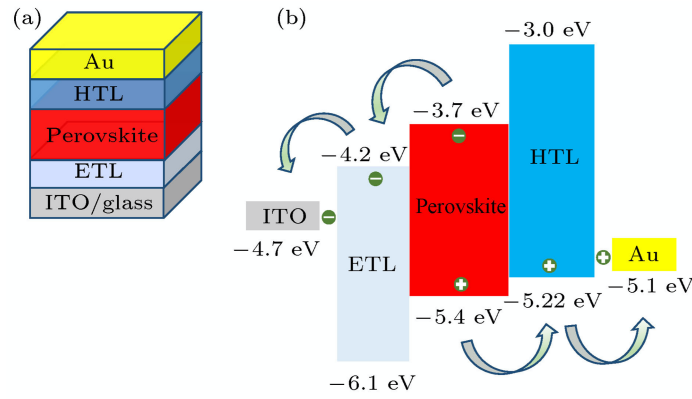 (a)
Au
HTL
Perovskite
ETL
ITO/glass
(b)
−3.0 eV
−3.7 eV
−4.2 eV
HTL
Perovskite
ITO
−4.7 eV
ETL
Au
−5.1 eV
−5.22 eV
−5.4 eV
−6.1 eV